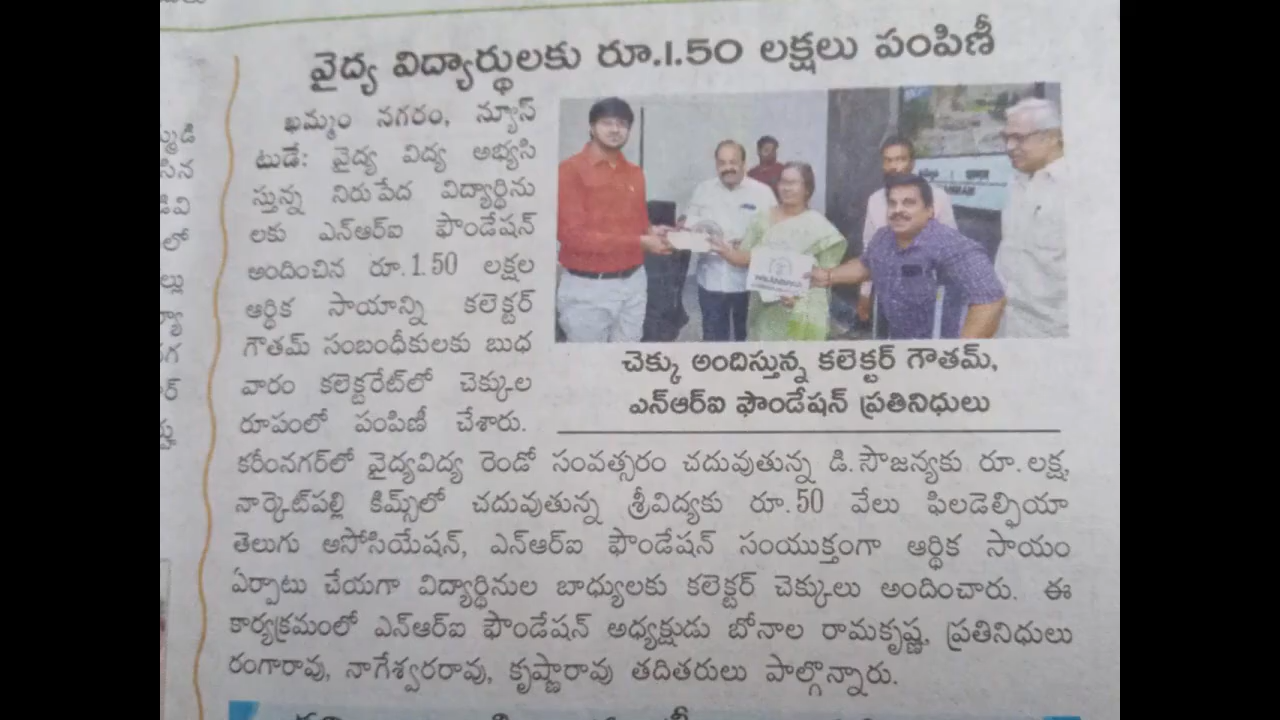 వైద్య విద్యార్థులకు రూ.1.50 లక్షలు పంపిణీ
ఖమ్మం నగరం, న్యూస్
టుడే: వైద్య విద్య అభ్యసి
స్తున్న నిరుపేద విద్యార్థిను
లకు ఎన్ఆర్ఐ ఫౌండేషన్
అందించిన రూ.1.50 లక్షల
ఆర్థిక సాయాన్ని కలెక్టర్
గౌతమ్ సంబంధీకులకు బుధ
వారం కలెక్టరేట్‌లో చెక్కుల
రూపంలో పంపిణీ చేశారు.
చెక్కు అందిస్తున్న కలెక్టర్ గౌతమ్,
ఎన్ఆర్ఐ ఫౌండేషన్ ప్రతినిధులు
కరీంనగర్‌లో వైద్యవిద్య రెండో సంవత్సరం చదువుతున్న డి.సౌజన్యకు రూ.లక్ష,
నార్కెట్‌పల్లి కిమ్స్‌లో చదువుతున్న శ్రీవిద్యకు రూ.50 వేలు ఫిలడెల్ఫియా
తెలుగు అసోసియేషన్, ఎన్ఆర్ఐ ఫౌండేషన్ సంయుక్తంగా ఆర్థిక సాయం
ఏర్పాటు చేయగా విద్యార్థినుల బాధ్యులకు కలెక్టర్ చెక్కులు అందించారు. ఈ
కార్యక్రమంలో ఎన్ఆర్ఐ ఫౌండేషన్ అధ్యక్షుడు బోనాల రామకృష్ణ, ప్రతినిధులు
రంగారావు, నాగేశ్వరరావు, కృష్ణారావు తదితరులు పాల్గొన్నారు.